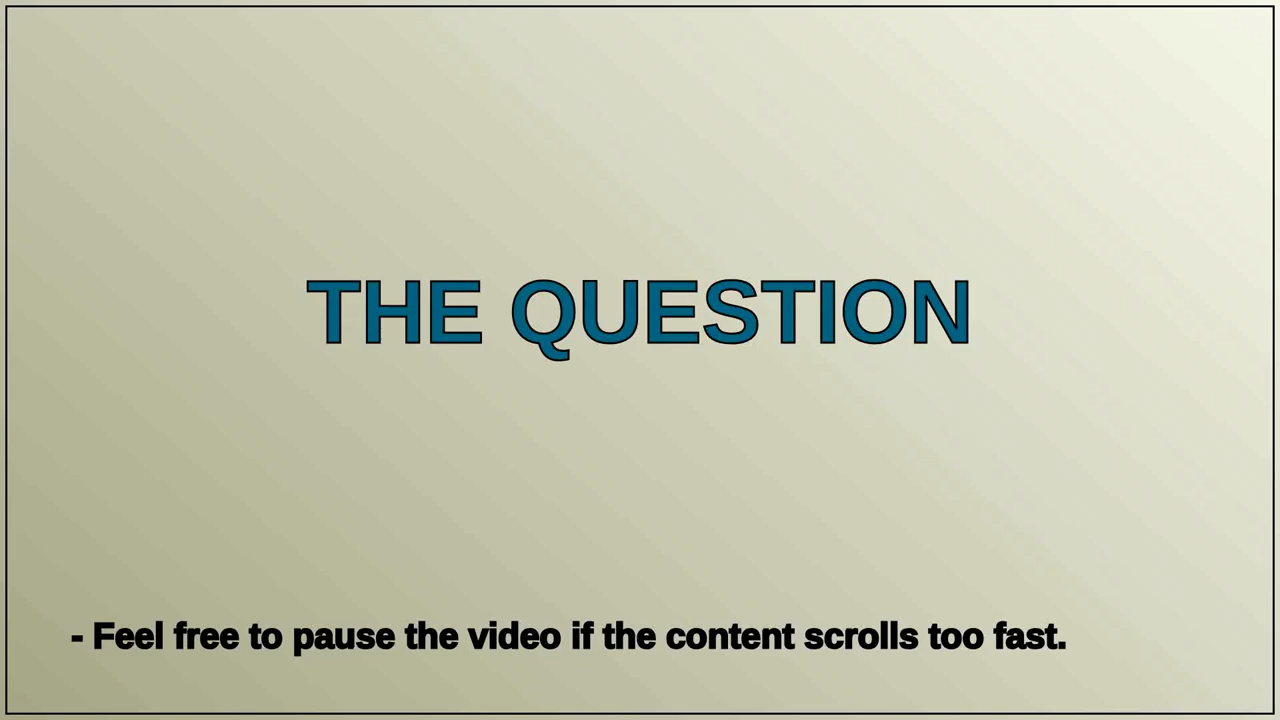 THE QUESTION
- Feel free to pause the video if the content scrolls too fast.